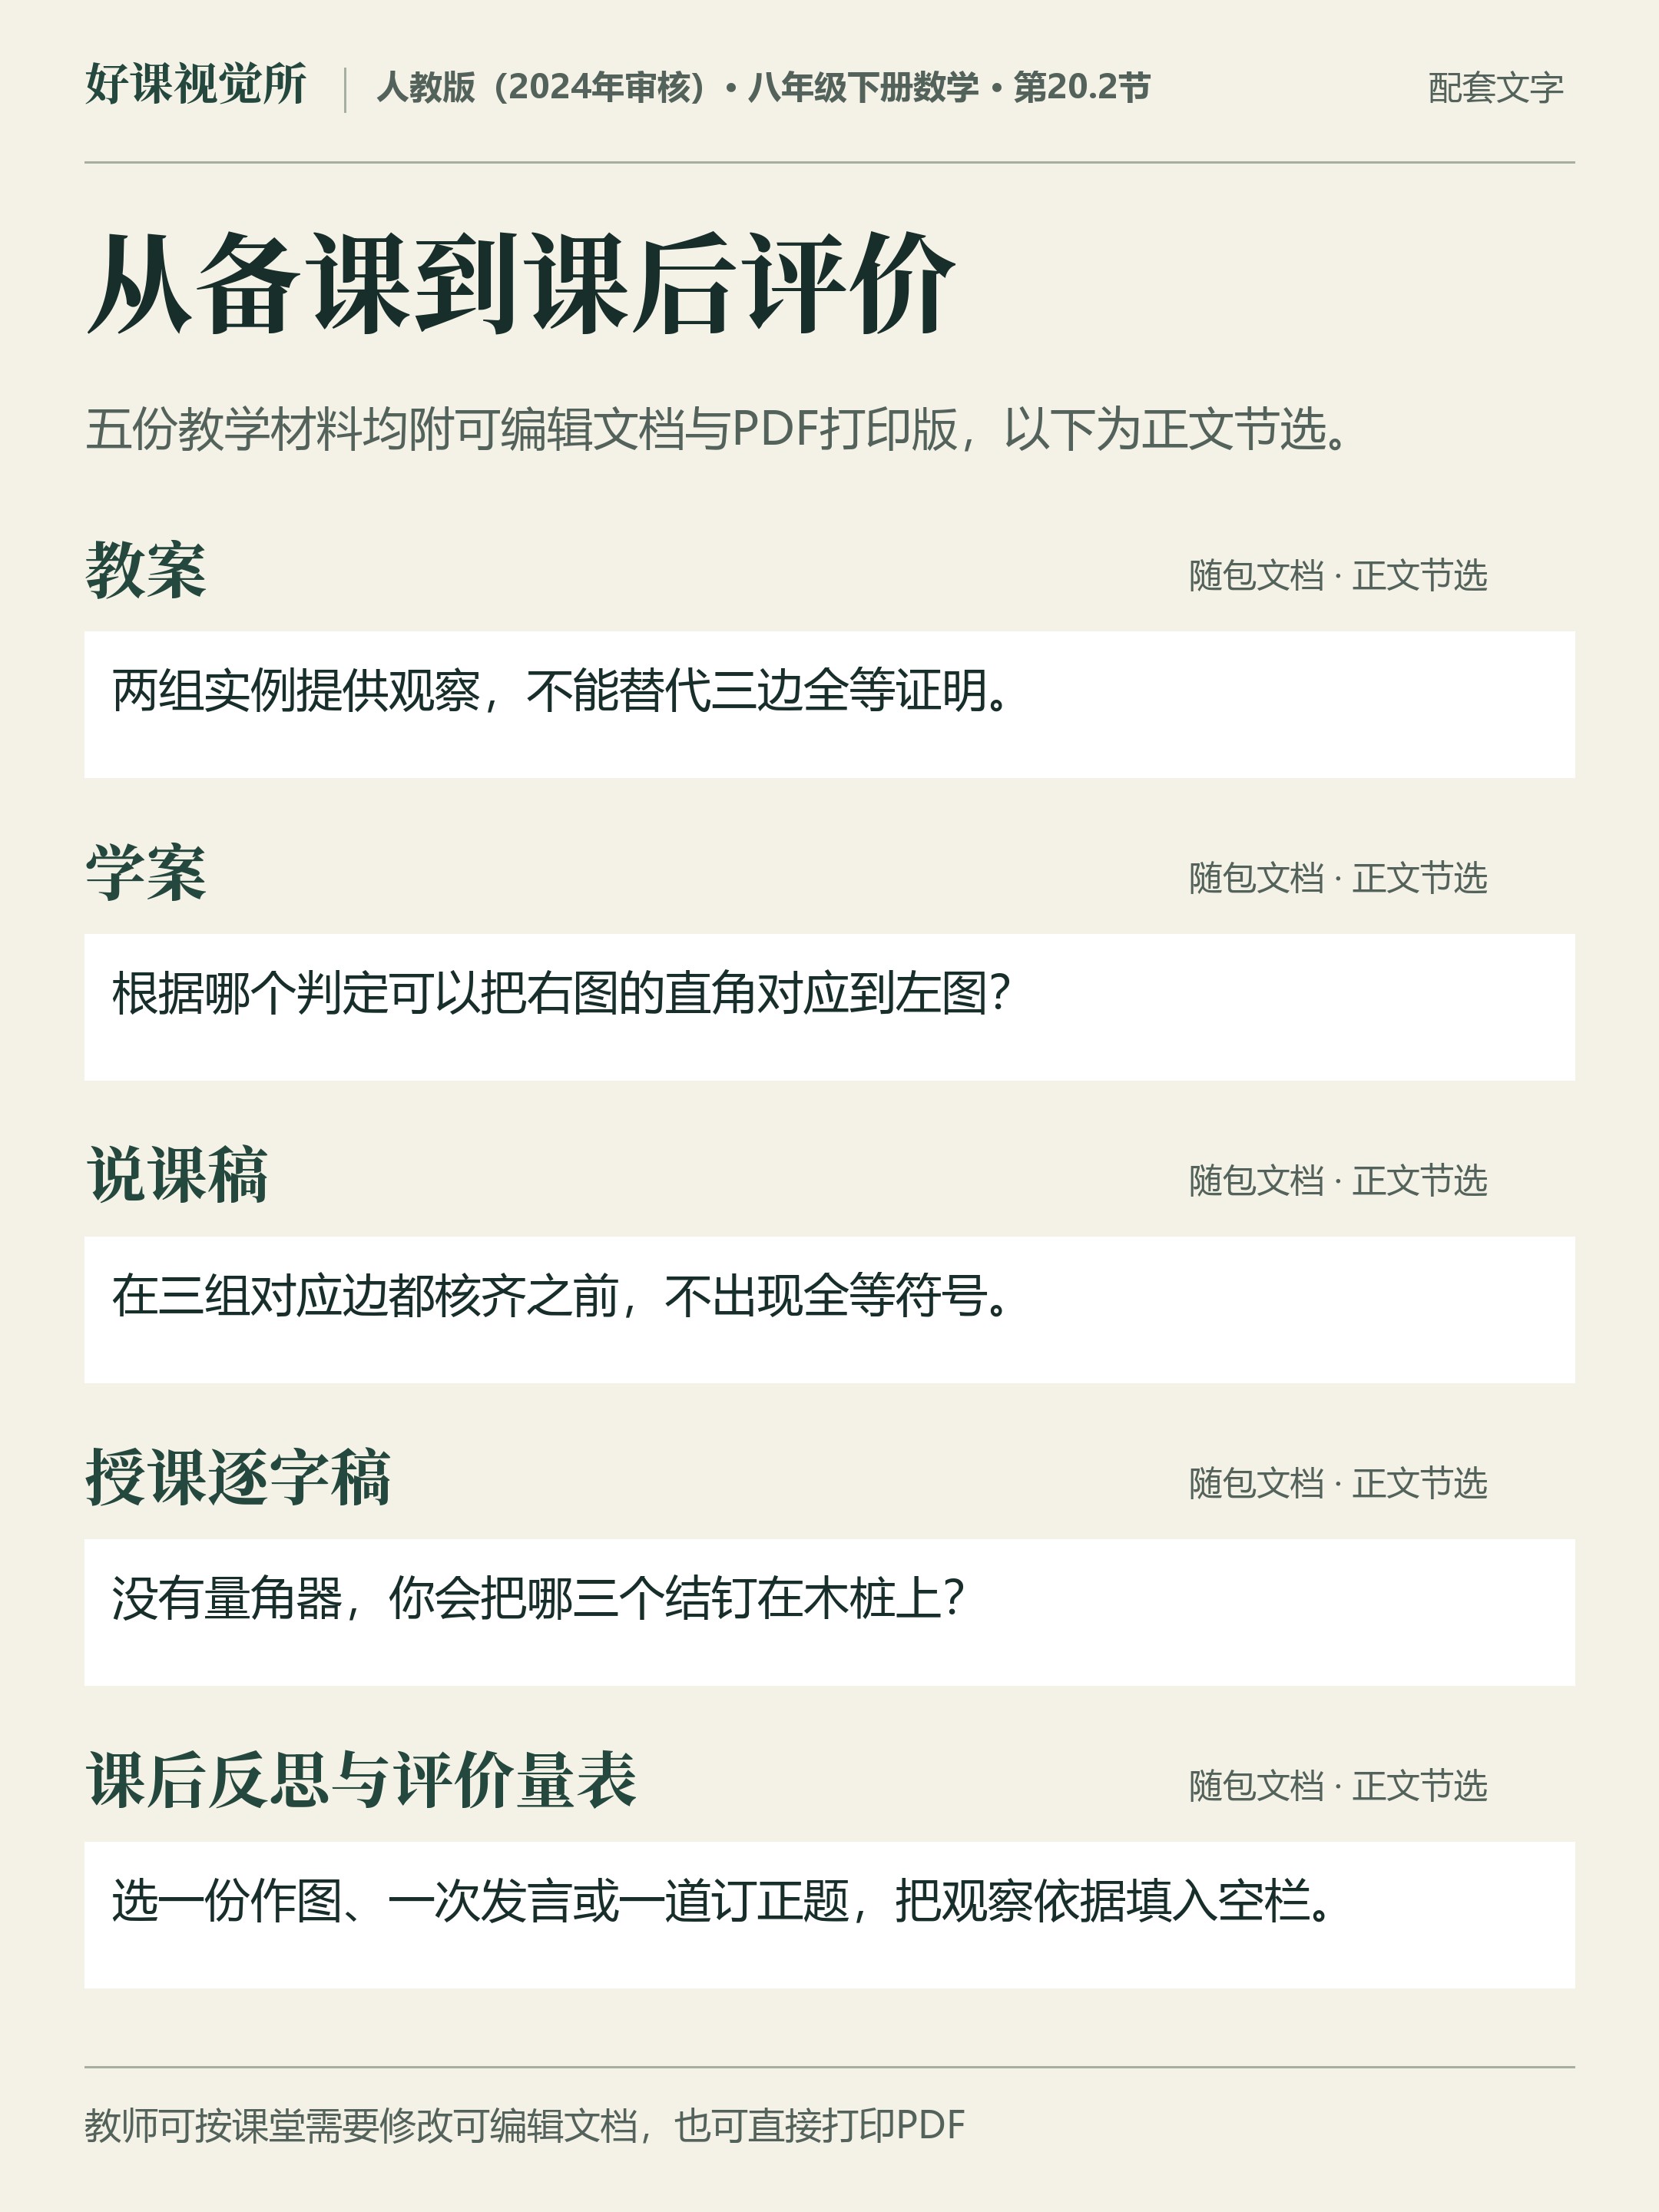 好课视觉所
人教版（2024年审核）• 八年级下册数学 • 第20.2节
配套文字
从备课到课后评价
五份教学材料均附可编辑文档与PDF打印版，以下为正文节选。
教案
随包文档 · 正文节选
两组实例提供观察，不能替代三边全等证明。
学案
随包文档 · 正文节选
根据哪个判定可以把右图的直角对应到左图？
说课稿
随包文档 · 正文节选
在三组对应边都核齐之前，不出现全等符号。
授课逐字稿
随包文档 · 正文节选
没有量角器，你会把哪三个结钉在木桩上？
课后反思与评价量表
随包文档 · 正文节选
选一份作图、一次发言或一道订正题，把观察依据填入空栏。
教师可按课堂需要修改可编辑文档，也可直接打印PDF